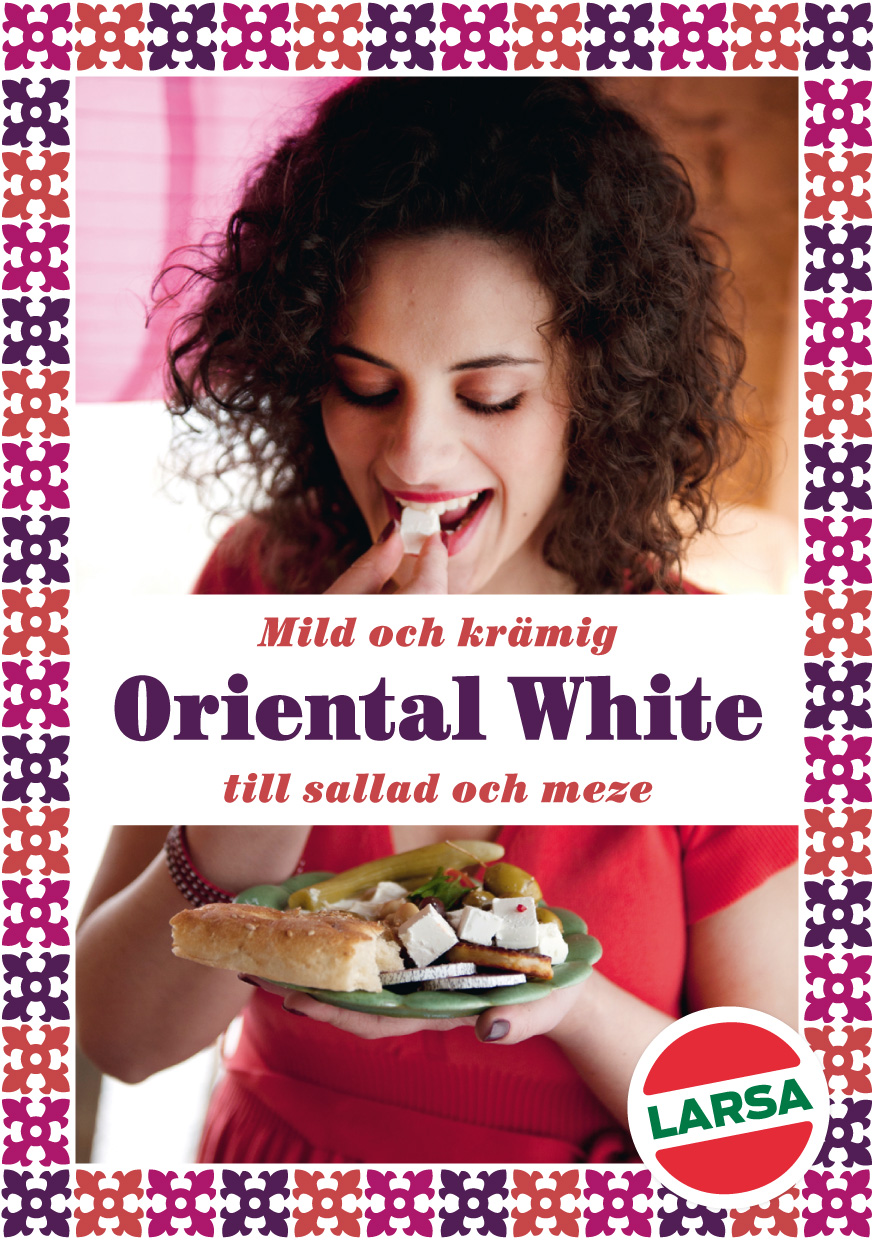 Mild och krämig
Oriental White
till sallad och meze
LARSA